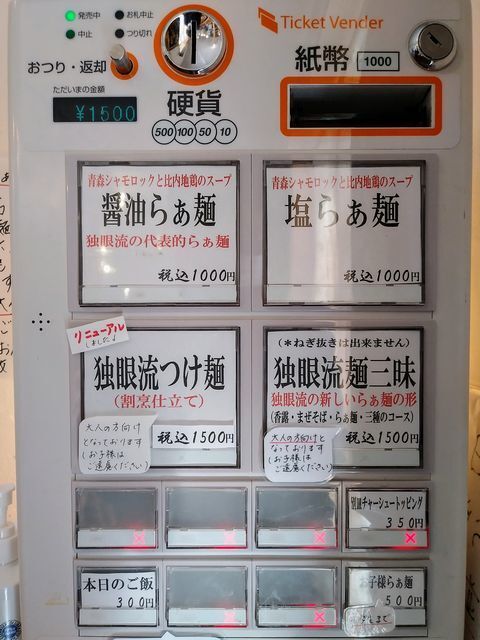 発売中
お札中止
中止
つり切れ
おつり・返却
ただいまの金額
¥1500
硬貨
500 100 50 10
Ticket Vender
紙幣 1000
青森シャモロックと比内地鶏のスープ
醤油らぁ麺
独眼流の代表的らぁ麺
税込1000円
青森シャモロックと比内地鶏のスープ
塩らぁ麺
税込1000円
リニューアル
しました♪
独眼流つけ麺
(割烹仕立て)
税込1500円
大人の方向け
となっております
(お子様は
ご遠慮ください)
(*ねぎ抜きは出来ません)
独眼流麺三昧
独眼流の新しいらぁ麺の形
(香露・まぜそば・らぁ麺・三種のコース)
税込1500円
大人の方向けと
なっております
(お子様は
ご遠慮ください)
別皿チャーシュートッピング
350円
本日のご飯
300円
お子様らぁ麺
500円